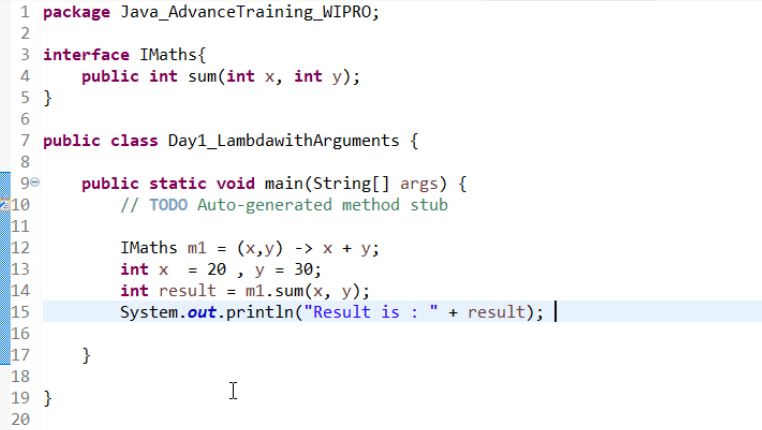 1 package Java_AdvanceTraining_WIPRO;
2
3 interface IMaths{
4     public int sum(int x, int y);
5 }
6
7 public class Day1_LambdawithArguments {
8
9     public static void main(String[] args) {
10         // TODO Auto-generated method stub
11
12         IMaths m1 = (x,y) -> x + y;
13         int x  = 20 , y = 30;
14         int result = m1.sum(x, y);
15         System.out.println("Result is : " + result);
16
17     }
18
19 }
20